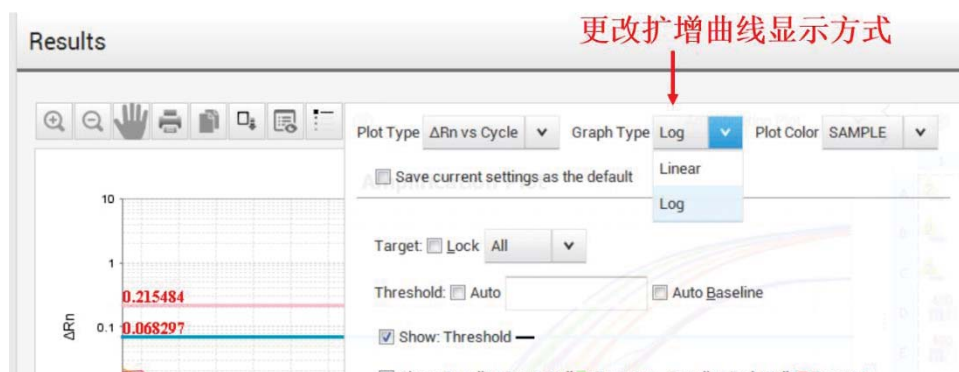 更改扩增曲线显示方式
Results
Plot Type ΔRn vs Cycle Graph Type Log Plot Color SAMPLE
Linear
Log
Save current settings as the default
Amplification Plot
Target: Lock All
Threshold: Auto Auto Baseline
Show: Threshold
10
1
0.215484
0.1
0.068297
ΔRn